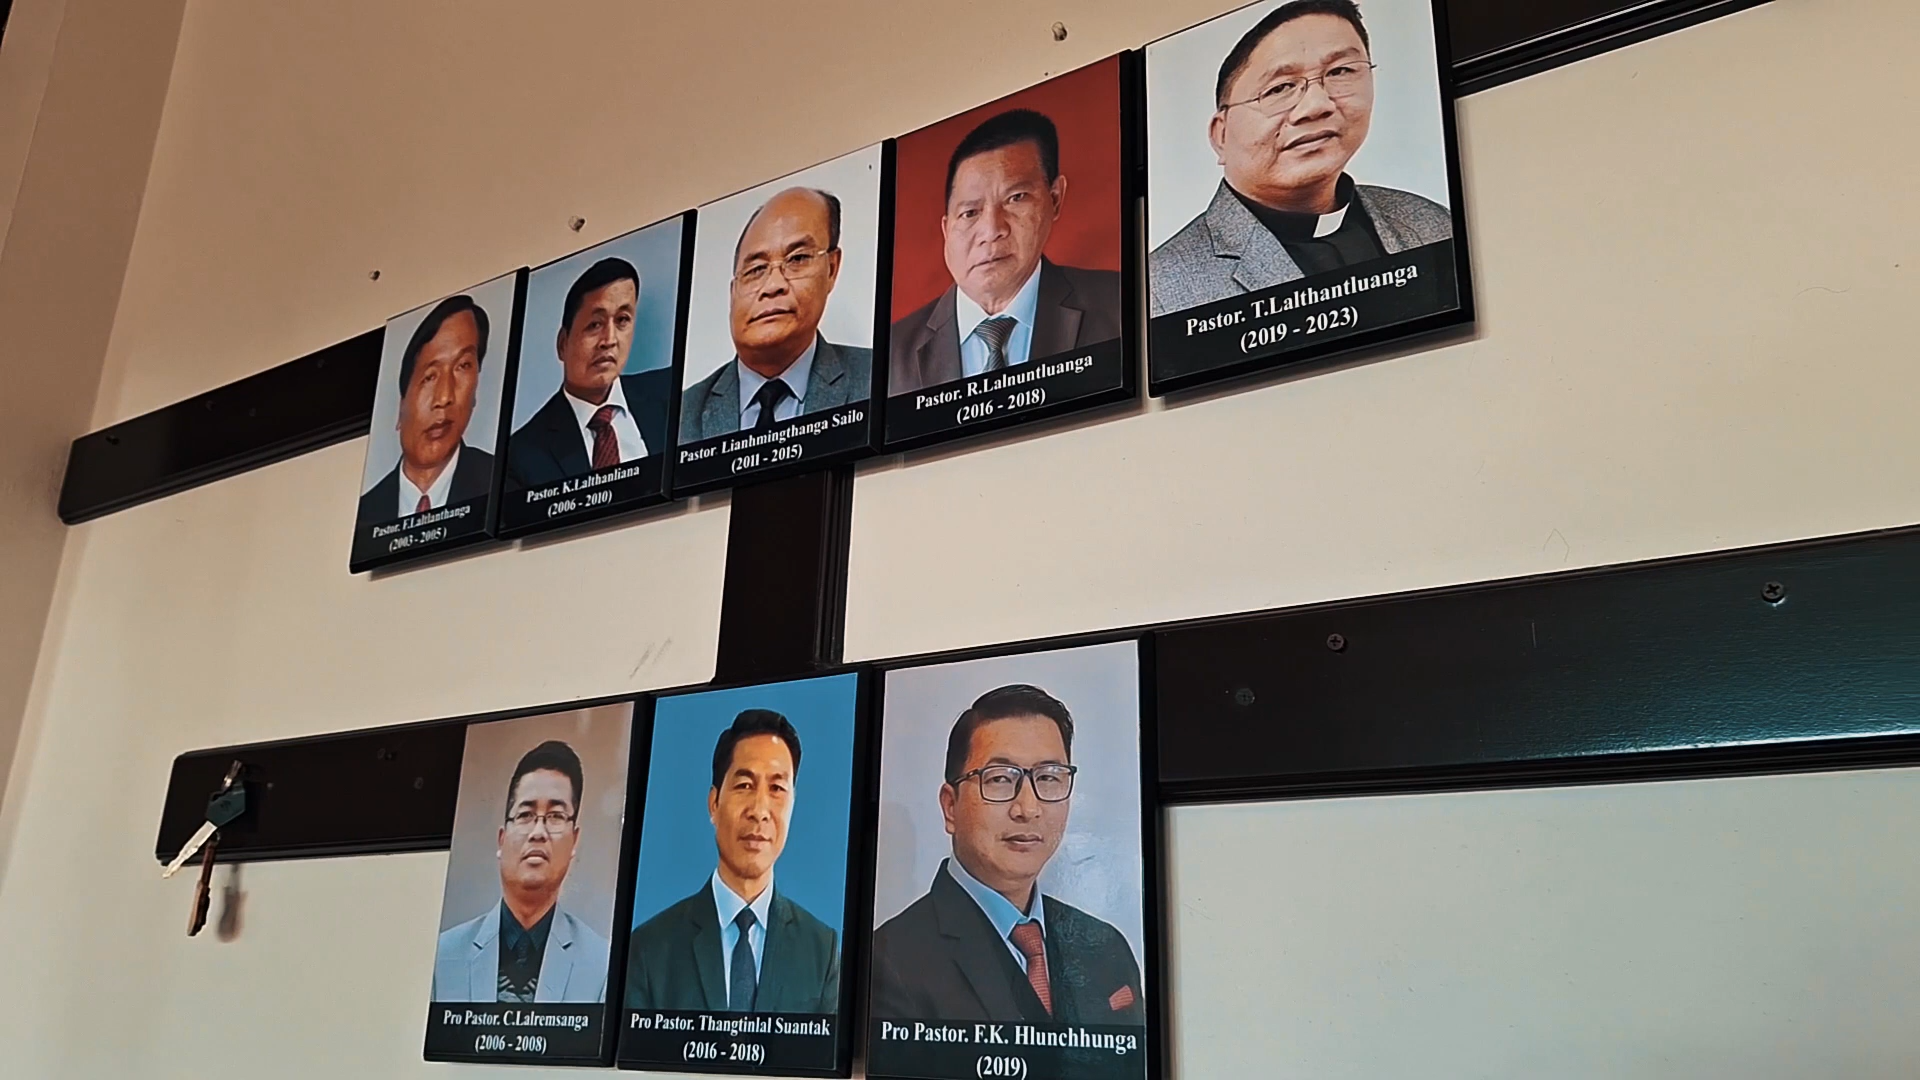 Pastor. F.Laltlanthanga
(2003 - 2005)
Pastor. K.Lalthanliana
(2006 - 2010)
Pastor. Lianhmingthanga Sailo
(2011 - 2015)
Pastor. R.Lalnuntluanga
(2016 - 2018)
Pastor. T.Lalthantluanga
(2019 - 2023)
Pro Pastor. C.Lalremsanga
(2006 - 2008)
Pro Pastor. Thangtinlal Suantak
(2016 - 2018)
Pro Pastor. F.K. Hlunchhunga
(2019)